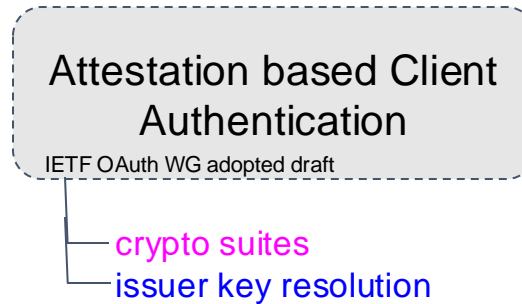 Attestation based Client
Authentication
IETF OAuth WG adopted draft
crypto suites
issuer key resolution